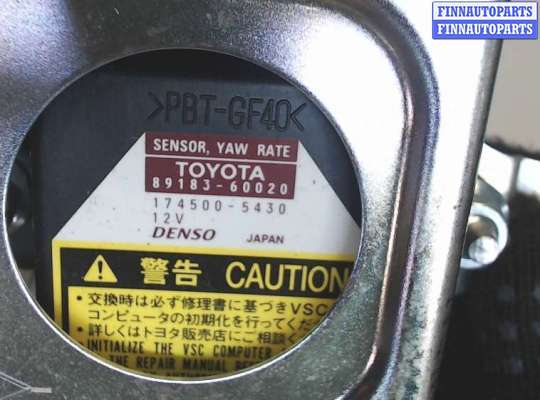 FINNAUTOPARTS
FINNAUTOPARTS
>PBT-GF40<
SENSOR, YAW RATE
TOYOTA
89183-60020
174500-5430
12V
DENSO JAPAN
警告 CAUTION
・交換時は必ず修理書に基づきVSC
コンピュータの初期化を行ってくだ
・詳しくはトヨタ販売店にご相談く
INITIALIZE THE VSC COMPUTER
THE REPAIR MANUAL